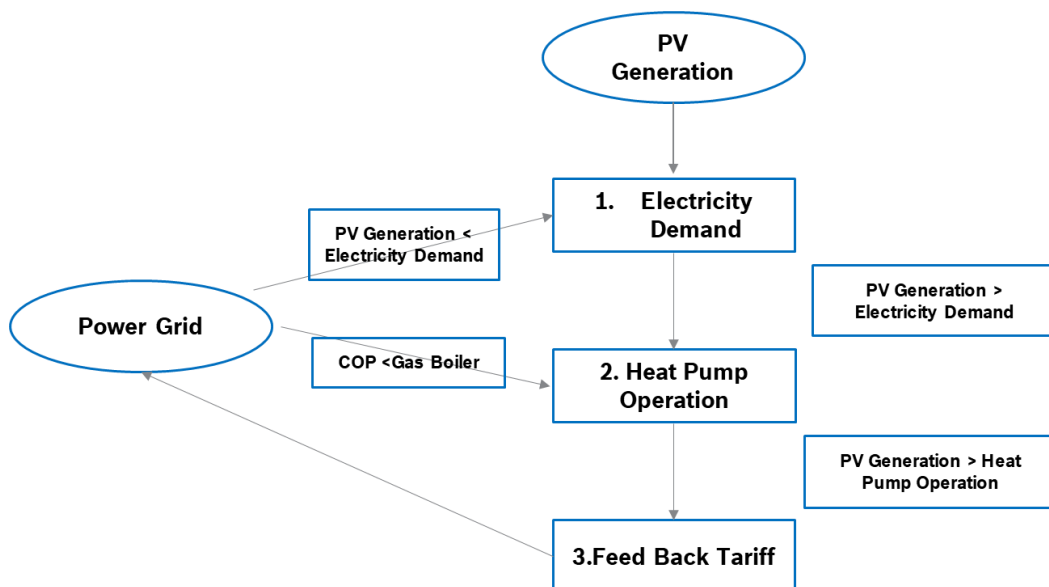 PV
Generation
1. Electricity
Demand
PV Generation <
Electricity Demand
PV Generation >
Electricity Demand
Power Grid
COP <Gas Boiler
2. Heat Pump
Operation
PV Generation > Heat
Pump Operation
3.Feed Back Tariff